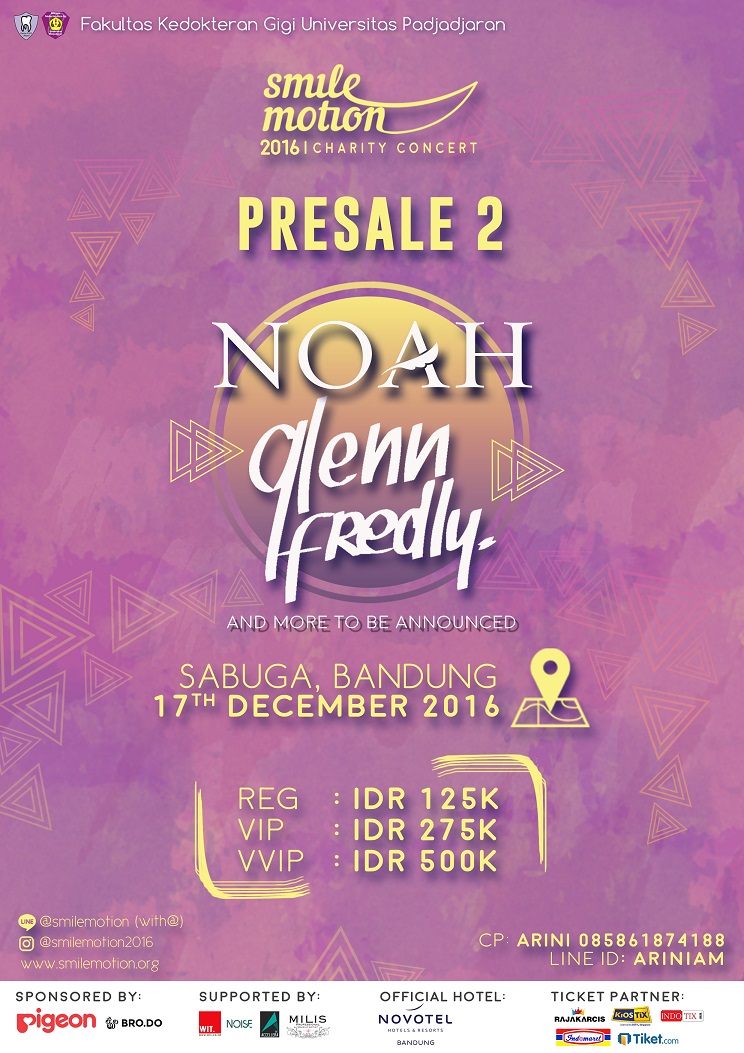 Fakultas Kedokteran Gigi Universitas Padjadjaran
smile
motion
2016 | CHARITY CONCERT
PRESALE 2
NOAH
glenn
fredly.
AND MORE TO BE ANNOUNCED
SABUGA, BANDUNG
17TH DECEMBER 2016
REG : IDR 125K
VIP : IDR 275K
VVIP : IDR 500K
LINE @smilemotion (with@)
@smilemotion2016
www.smilemotion.org
CP: ARINI 085861874188
LINE ID: ARINIAM
SPONSORED BY:
pigeon BRO.DO
SUPPORTED BY:
WIT. NOISE MILIS
OFFICIAL HOTEL:
NOVOTEL
HOTELS & RESORTS
BANDUNG
TICKET PARTNER:
RAJAKARCIS KiOSTIX INDO TIX
Indomaret Tiket.com